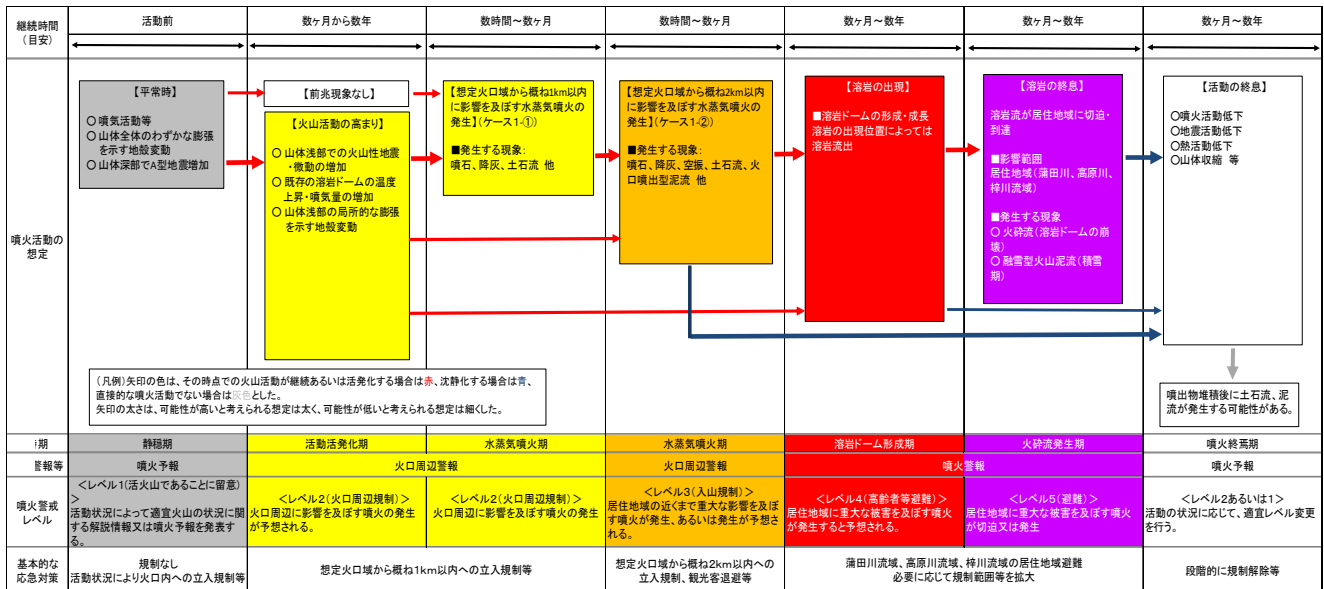 継続時間
（目安）
活動前
数ヶ月から数年
数時間～数ヶ月
数時間～数ヶ月
数ヶ月～数年
数ヶ月～数年
数ヶ月～数年
噴火活動の
想定
【平常時】
○ 噴気活動等
○ 山体全体のわずかな膨張
を示す地殻変動
○ 山体深部でA型地震増加
【前兆現象なし】
【火山活動の高まり】
○ 山体浅部での火山性地震
・微動の増加
○ 既存の溶岩ドームの温度
上昇・噴気量の増加
○ 山体浅部の局所的な膨張
を示す地殻変動
【想定火口域から概ね1km以内
に影響を及ぼす水蒸気噴火の
発生】（ケース1-①）
■発生する現象：
噴石、降灰、土石流 他
【想定火口域から概ね2km以内
に影響を及ぼす水蒸気噴火の
発生】（ケース1-②）
■発生する現象：
噴石、降灰、空振、土石流、火
口噴出型泥流 他
【溶岩の出現】
■溶岩ドームの形成・成長
溶岩の出現位置によっては
溶岩流出
【溶岩の終息】
溶岩流が居住地域に切迫・
到達
■影響範囲
居住地域（蒲田川、高原川、
梓川流域）
■発生する現象
○ 火砕流（溶岩ドームの崩
壊）
○ 融雪型火山泥流（積雪
期）
【活動の終息】
○噴火活動低下
○地震活動低下
○熱活動低下
○山体収縮 等
噴出物堆積後に土石流、泥
流が発生する可能性がある。
（凡例）矢印の色は、その時点での火山活動が継続あるいは活発化する場合は赤、沈静化する場合は青、
直接的な噴火活動でない場合は灰色とした。
矢印の太さは、可能性が高いと考えられる想定は太く、可能性が低いと考えられる想定は細くした。
期
静穏期
活動活発化期
水蒸気噴火期
水蒸気噴火期
溶岩ドーム形成期
火砕流発生期
噴火終焉期
警報等
噴火予報
火口周辺警報
火口周辺警報
噴火警報
噴火予報
噴火警戒
レベル
＜レベル1（活火山であることに留意）
＞
活動状況によって適宜火山の状況に関
する解説情報又は噴火予報を発表す
る。
＜レベル2（火口周辺規制）＞
火口周辺に影響を及ぼす噴火の発生
が予想される。
＜レベル2（火口周辺規制）＞
火口周辺に影響を及ぼす噴火の発生
＜レベル3（入山規制）＞
居住地域の近くまで重大な影響を及ぼ
す噴火が発生、あるいは発生が予想さ
れる。
＜レベル4（高齢者等避難）＞
居住地域に重大な被害を及ぼす噴火
が発生すると予想される。
＜レベル5（避難）＞
居住地域に重大な被害を及ぼす噴火
が切迫又は発生
＜レベル2あるいは1＞
活動の状況に応じて、適宜レベル変更
を行う。
基本的な
応急対策
規制なし
活動状況により火口内への立入規制等
想定火口域から概ね1km以内への立入規制等
想定火口域から概ね2km以内への
立入規制、観光客退避等
蒲田川流域、高原川流域、梓川流域の居住地域避難
必要に応じて規制範囲等を拡大
段階的に規制解除等